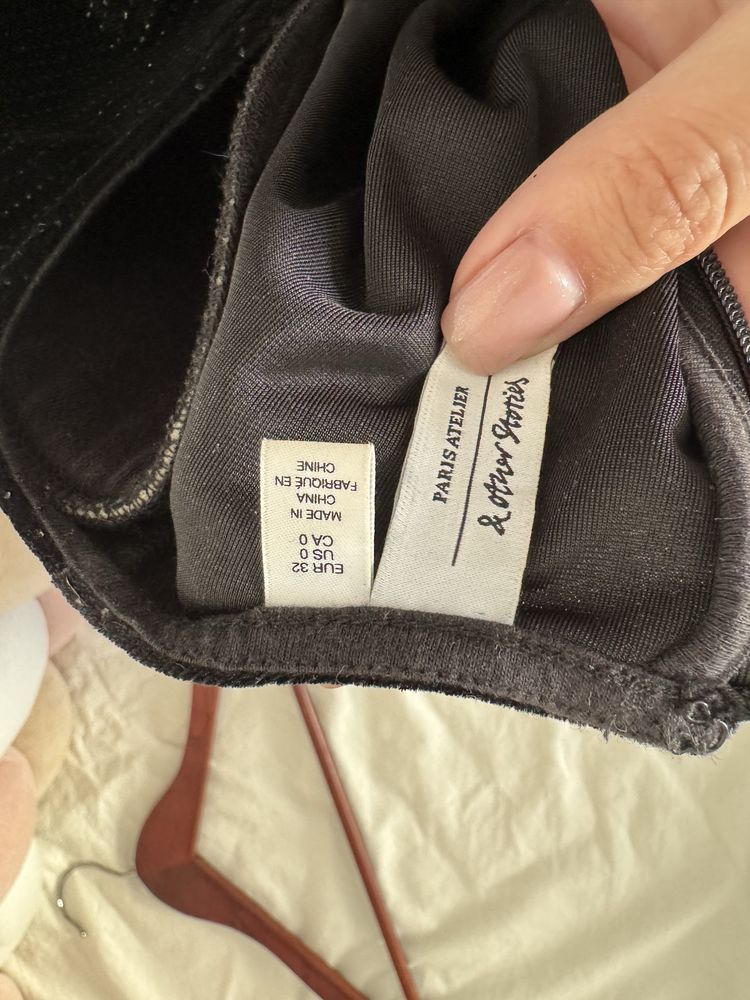 EUR 32
US 0
CA 0
MADE IN
CHINA
FABRIQUÉ EN
CHINE
PARIS ATELIER
& other Stories